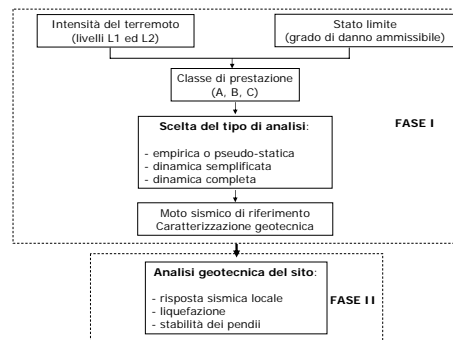 Intensità del terremoto
(livelli L1 ed L2)
Stato limite
(grado di danno ammissibile)
Classe di prestazione
(A, B, C)
Scelta del tipo di analisi:
- empirica o pseudo-statica
- dinamica semplificata
- dinamica completa
FASE I
Moto sismico di riferimento
Caratterizzazione geotecnica
Analisi geotecnica del sito:
- risposta sismica locale
- liquefazione
- stabilità dei pendii
FASE II